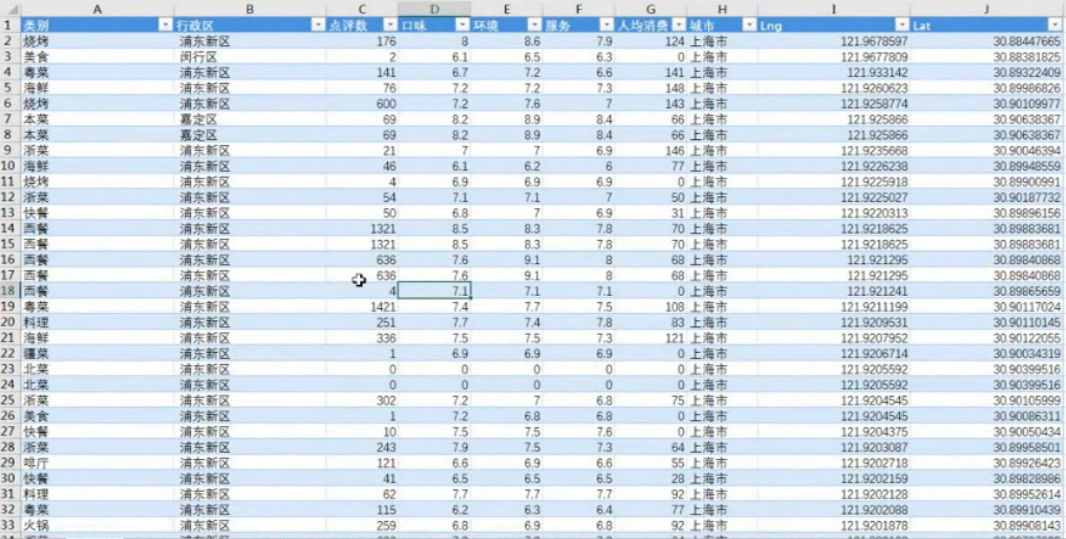 A B C D E F G H I J
1 类别 行政区 点评数 口味 环境 服务 人均消费 城市 Lng Lat
2 烧烤 浦东新区 176 8 8.6 7.9 124 上海市 121.9678597 30.88447665
3 美食 闵行区 2 6.1 6.5 6.3 0 上海市 121.9677809 30.88381825
4 粤菜 浦东新区 141 6.7 7.2 6.6 141 上海市 121.933142 30.89322409
5 海鲜 浦东新区 76 7.2 7.2 7.3 148 上海市 121.9260623 30.89986826
6 烧烤 浦东新区 600 7.2 7.6 7 143 上海市 121.9258774 30.90109977
7 本菜 嘉定区 69 8.2 8.9 8.4 66 上海市 121.925866 30.90638367
8 本菜 嘉定区 69 8.2 8.9 8.4 66 上海市 121.925866 30.90638367
9 浙菜 浦东新区 21 7 7 6.9 146 上海市 121.9235668 30.90046394
10 海鲜 浦东新区 46 6.1 6.2 6 77 上海市 121.9226238 30.89948559
11 烧烤 浦东新区 4 6.9 6.9 6.9 0 上海市 121.9225918 30.89900991
12 浙菜 浦东新区 54 7.1 7.1 7 50 上海市 121.9225027 30.90187732
13 快餐 浦东新区 50 6.8 7 6.9 31 上海市 121.9220313 30.89896156
14 西餐 浦东新区 1321 8.5 8.3 7.8 70 上海市 121.9218625 30.89883681
15 西餐 浦东新区 1321 8.5 8.3 7.8 70 上海市 121.9218625 30.89883681
16 西餐 浦东新区 636 7.6 9.1 8 68 上海市 121.921295 30.89840868
17 西餐 浦东新区 636 7.6 9.1 8 68 上海市 121.921295 30.89840868
18 西餐 浦东新区 4 7.1 7.1 7.1 0 上海市 121.921241 30.89865659
19 粤菜 浦东新区 1421 7.4 7.7 7.5 108 上海市 121.9211199 30.90117024
20 料理 浦东新区 251 7.7 7.4 7.8 83 上海市 121.9209531 30.90110145
21 海鲜 浦东新区 336 7.5 7.5 7.3 121 上海市 121.9207952 30.90122055
22 疆菜 浦东新区 1 6.9 6.9 6.9 0 上海市 121.9206714 30.90034319
23 北菜 浦东新区 0 0 0 0 0 上海市 121.9205592 30.90399516
24 北菜 浦东新区 0 0 0 0 0 上海市 121.9205592 30.90399516
25 浙菜 浦东新区 302 7.2 7 6.8 75 上海市 121.9204545 30.90105999
26 美食 浦东新区 1 7.2 6.8 6.8 0 上海市 121.9204545 30.90086311
27 快餐 浦东新区 10 7.5 7.5 7.6 0 上海市 121.9204375 30.90050434
28 浙菜 浦东新区 243 7.9 7.5 7.3 64 上海市 121.9203087 30.89958501
29 啡厅 浦东新区 121 6.6 6.9 6.6 55 上海市 121.9202718 30.89926423
30 快餐 浦东新区 41 6.5 6.5 6.5 28 上海市 121.9202159 30.89828986
31 料理 浦东新区 62 7.7 7.7 7.7 92 上海市 121.9202128 30.89952614
32 粤菜 浦东新区 115 6.2 6.3 6.4 77 上海市 121.9202088 30.89910439
33 火锅 浦东新区 259 6.8 6.9 6.8 92 上海市 121.9201878 30.89908143